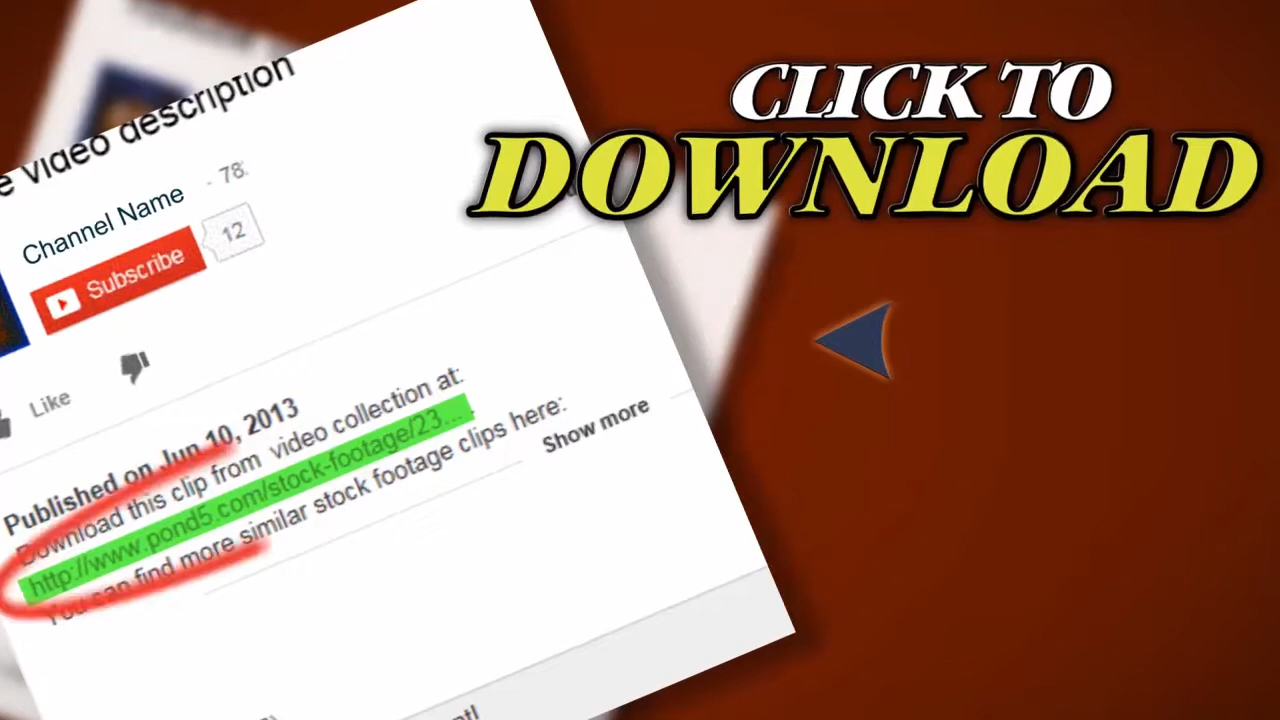 CLICK TO
DOWNLOAD
e video description
Channel Name
- 78
Subscribe
12
Like
Published on Jun 10, 2013
Download this clip from video collection at:
http://www.pond5.com/stock-footage/23...
You can find more similar stock footage clips here:
Show more